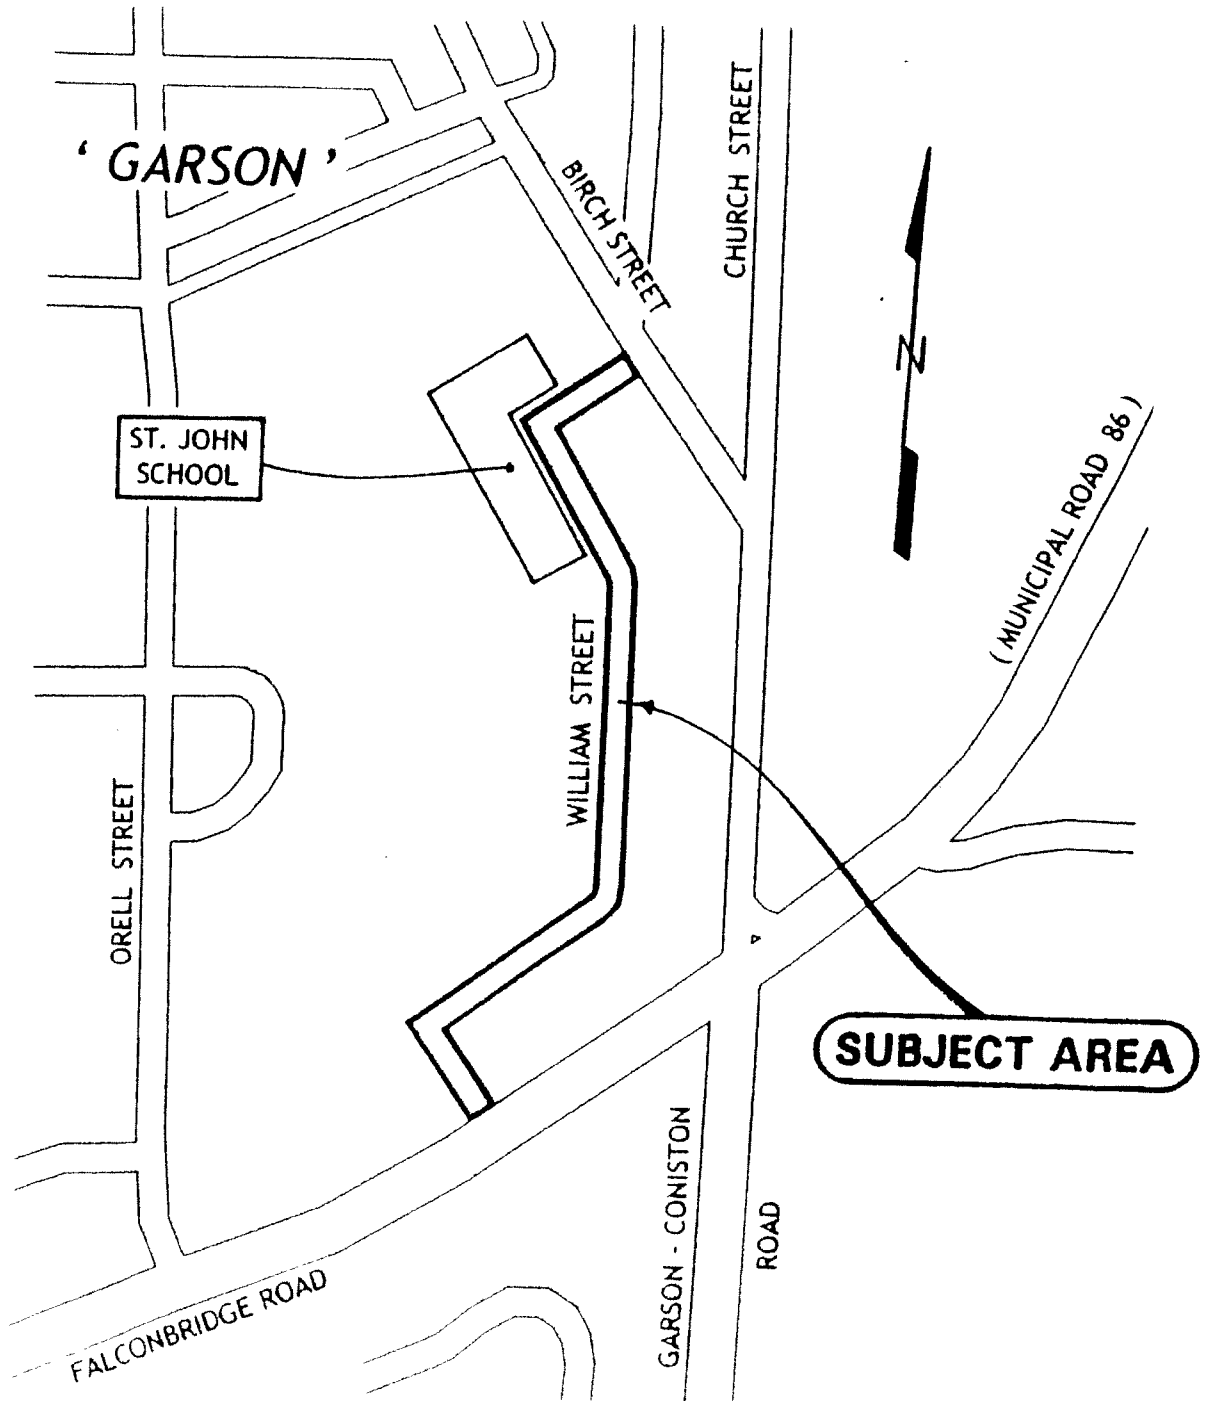 ' GARSON '
BIRCH STREET
CHURCH STREET
N
ST. JOHN
SCHOOL
(MUNICIPAL ROAD 86)
WILLIAM STREET
ORELL STREET
SUBJECT AREA
GARSON - CONISTON
ROAD
FALCONBRIDGE ROAD